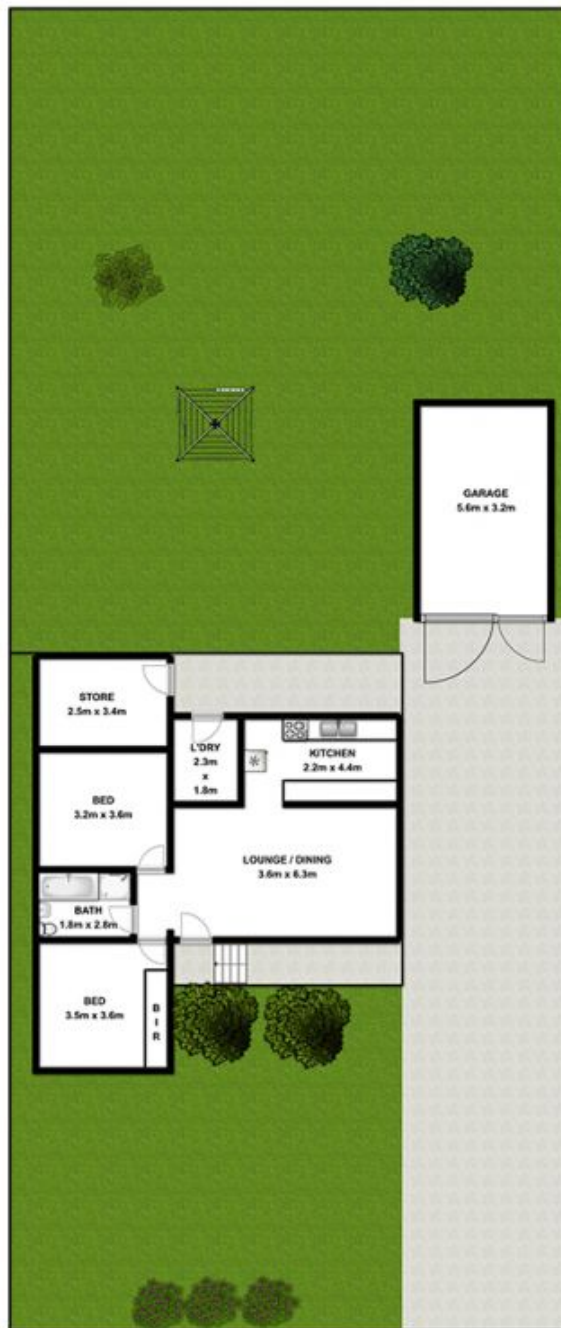 GARAGE
5.6m x 3.2m
STORE
2.5m x 3.4m
L'DRY
2.3m
x
1.8m
KITCHEN
2.2m x 4.4m
BED
3.2m x 3.6m
LOUNGE / DINING
3.6m x 6.3m
BATH
1.8m x 2.8m
BED
3.5m x 3.6m
B
I
R